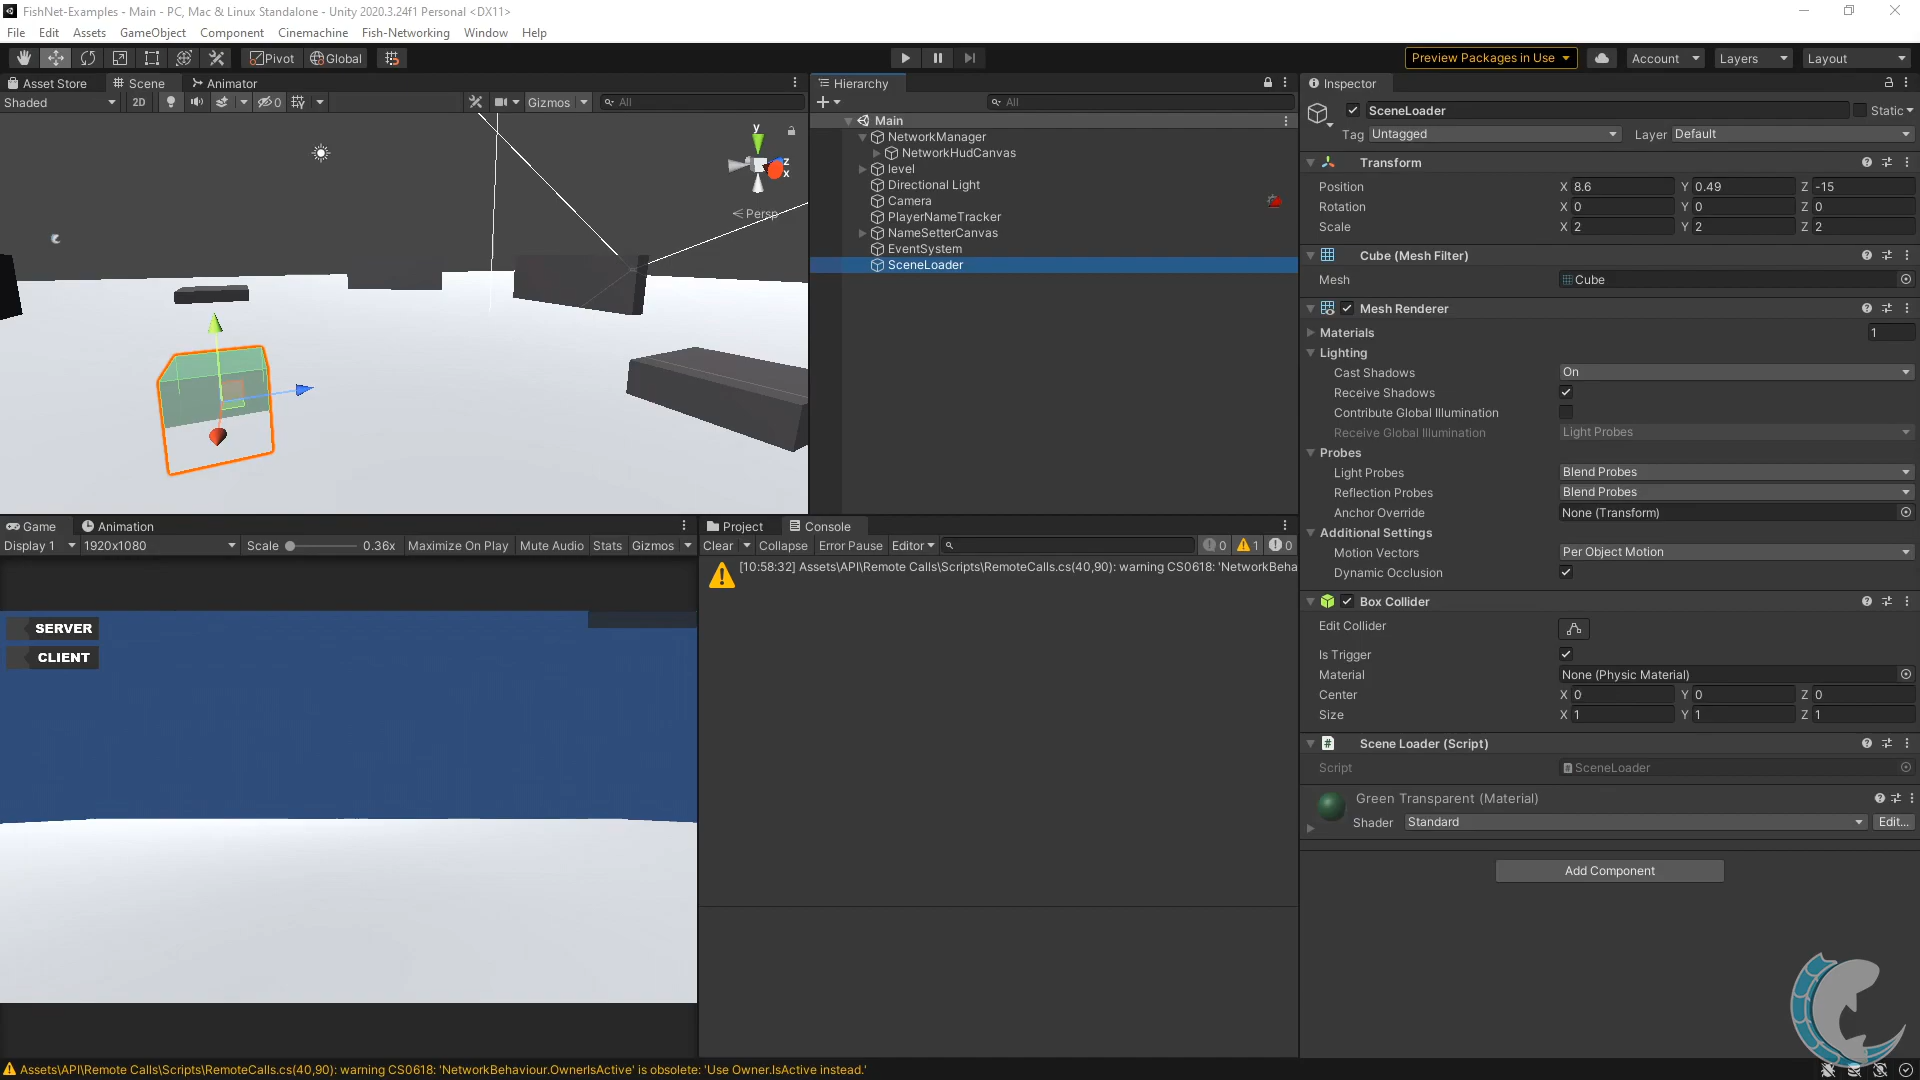 FishNet-Examples - Main - PC, Mac & Linux Standalone - Unity 2020.3.24f1 Personal <DX11>
File Edit Assets GameObject Component Cinemachine Fish-Networking Window Help
Pivot Global Preview Packages in Use Account Layers Layout
Asset Store Scene Animator
Shaded 2D 0 Gizmos All
y
z
x
Persp
Hierarchy
All
Main
NetworkManager
NetworkHudCanvas
level
Directional Light
Camera
PlayerNameTracker
NameSetterCanvas
EventSystem
SceneLoader
Game Animation
Display 1 1920x1080 Scale 0.36x Maximize On Play Mute Audio Stats Gizmos
SERVER
CLIENT
Project Console
Clear Collapse Error Pause Editor 0 1 0
[10:58:32] Assets\API\Remote Calls\Scripts\RemoteCalls.cs(40,90): warning CS0618: 'NetworkBeha
Inspector
SceneLoader Static
Tag Untagged Layer Default
Transform
Position X 8.6 Y 0.49 Z -15
Rotation X 0 Y 0 Z 0
Scale X 2 Y 2 Z 2
Cube (Mesh Filter)
Mesh Cube
Mesh Renderer
Materials 1
Lighting
Cast Shadows On
Receive Shadows
Contribute Global Illumination
Receive Global Illumination Light Probes
Probes
Light Probes Blend Probes
Reflection Probes Blend Probes
Anchor Override None (Transform)
Additional Settings
Motion Vectors Per Object Motion
Dynamic Occlusion
Box Collider
Edit Collider
Is Trigger
Material None (Physic Material)
Center X 0 Y 0 Z 0
Size X 1 Y 1 Z 1
Scene Loader (Script)
Script SceneLoader
Green Transparent (Material)
Shader Standard Edit...
Add Component
Assets\API\Remote Calls\Scripts\RemoteCalls.cs(40,90): warning CS0618: 'NetworkBehaviour.OwnerIsActive' is obsolete: 'Use Owner.IsActive instead.'